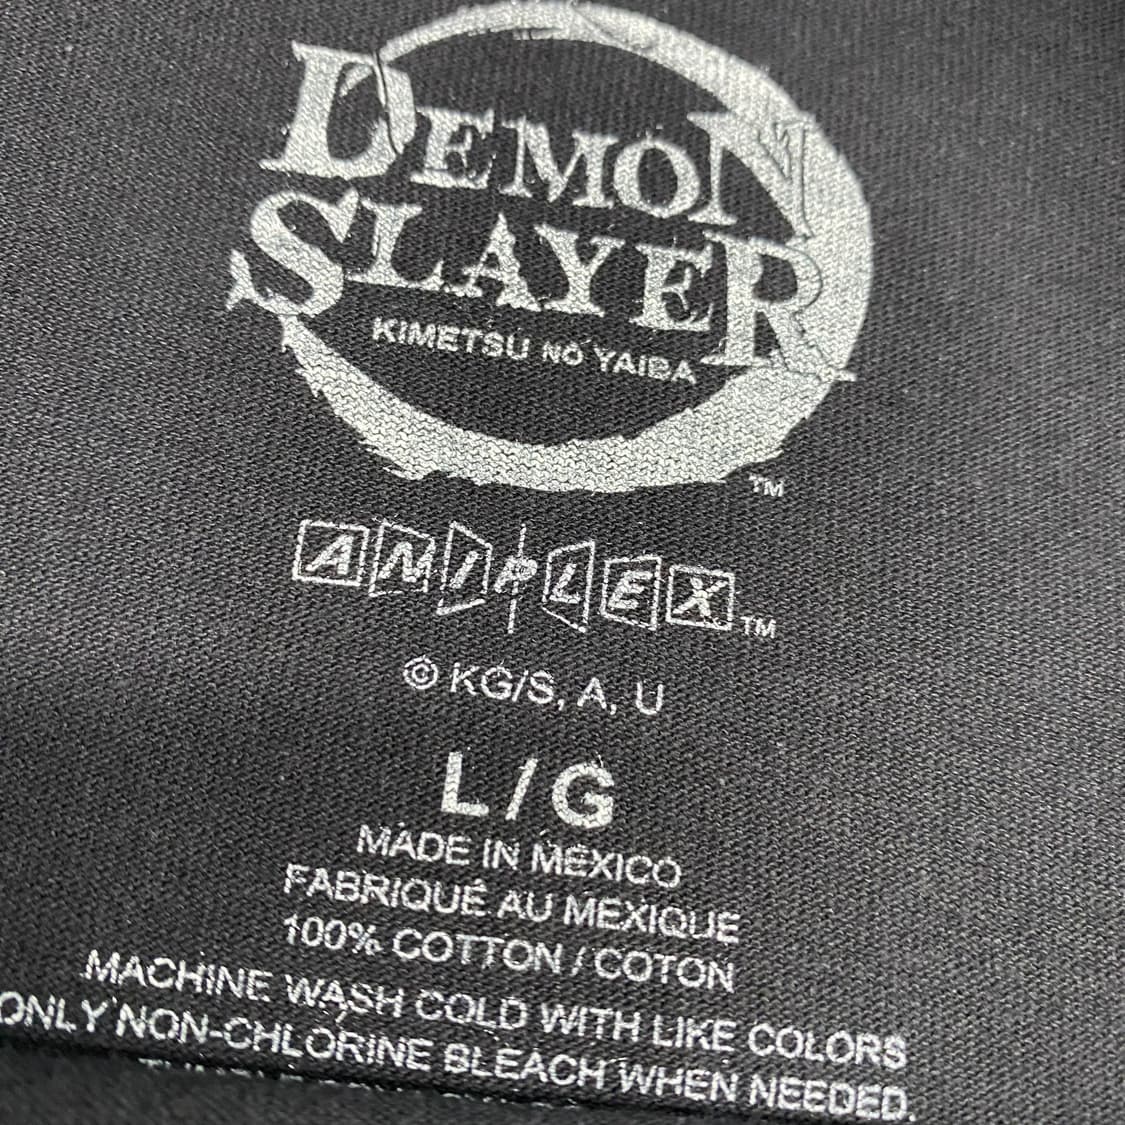 DEMON
SLAYER
KIMETSU NO YAIBA
TM
ANIPLEX TM
© KG/S, A, U
L / G
MADE IN MEXICO
FABRIQUÉ AU MEXIQUE
100% COTTON / COTON
MACHINE WASH COLD WITH LIKE COLORS
ONLY NON-CHLORINE BLEACH WHEN NEEDED.